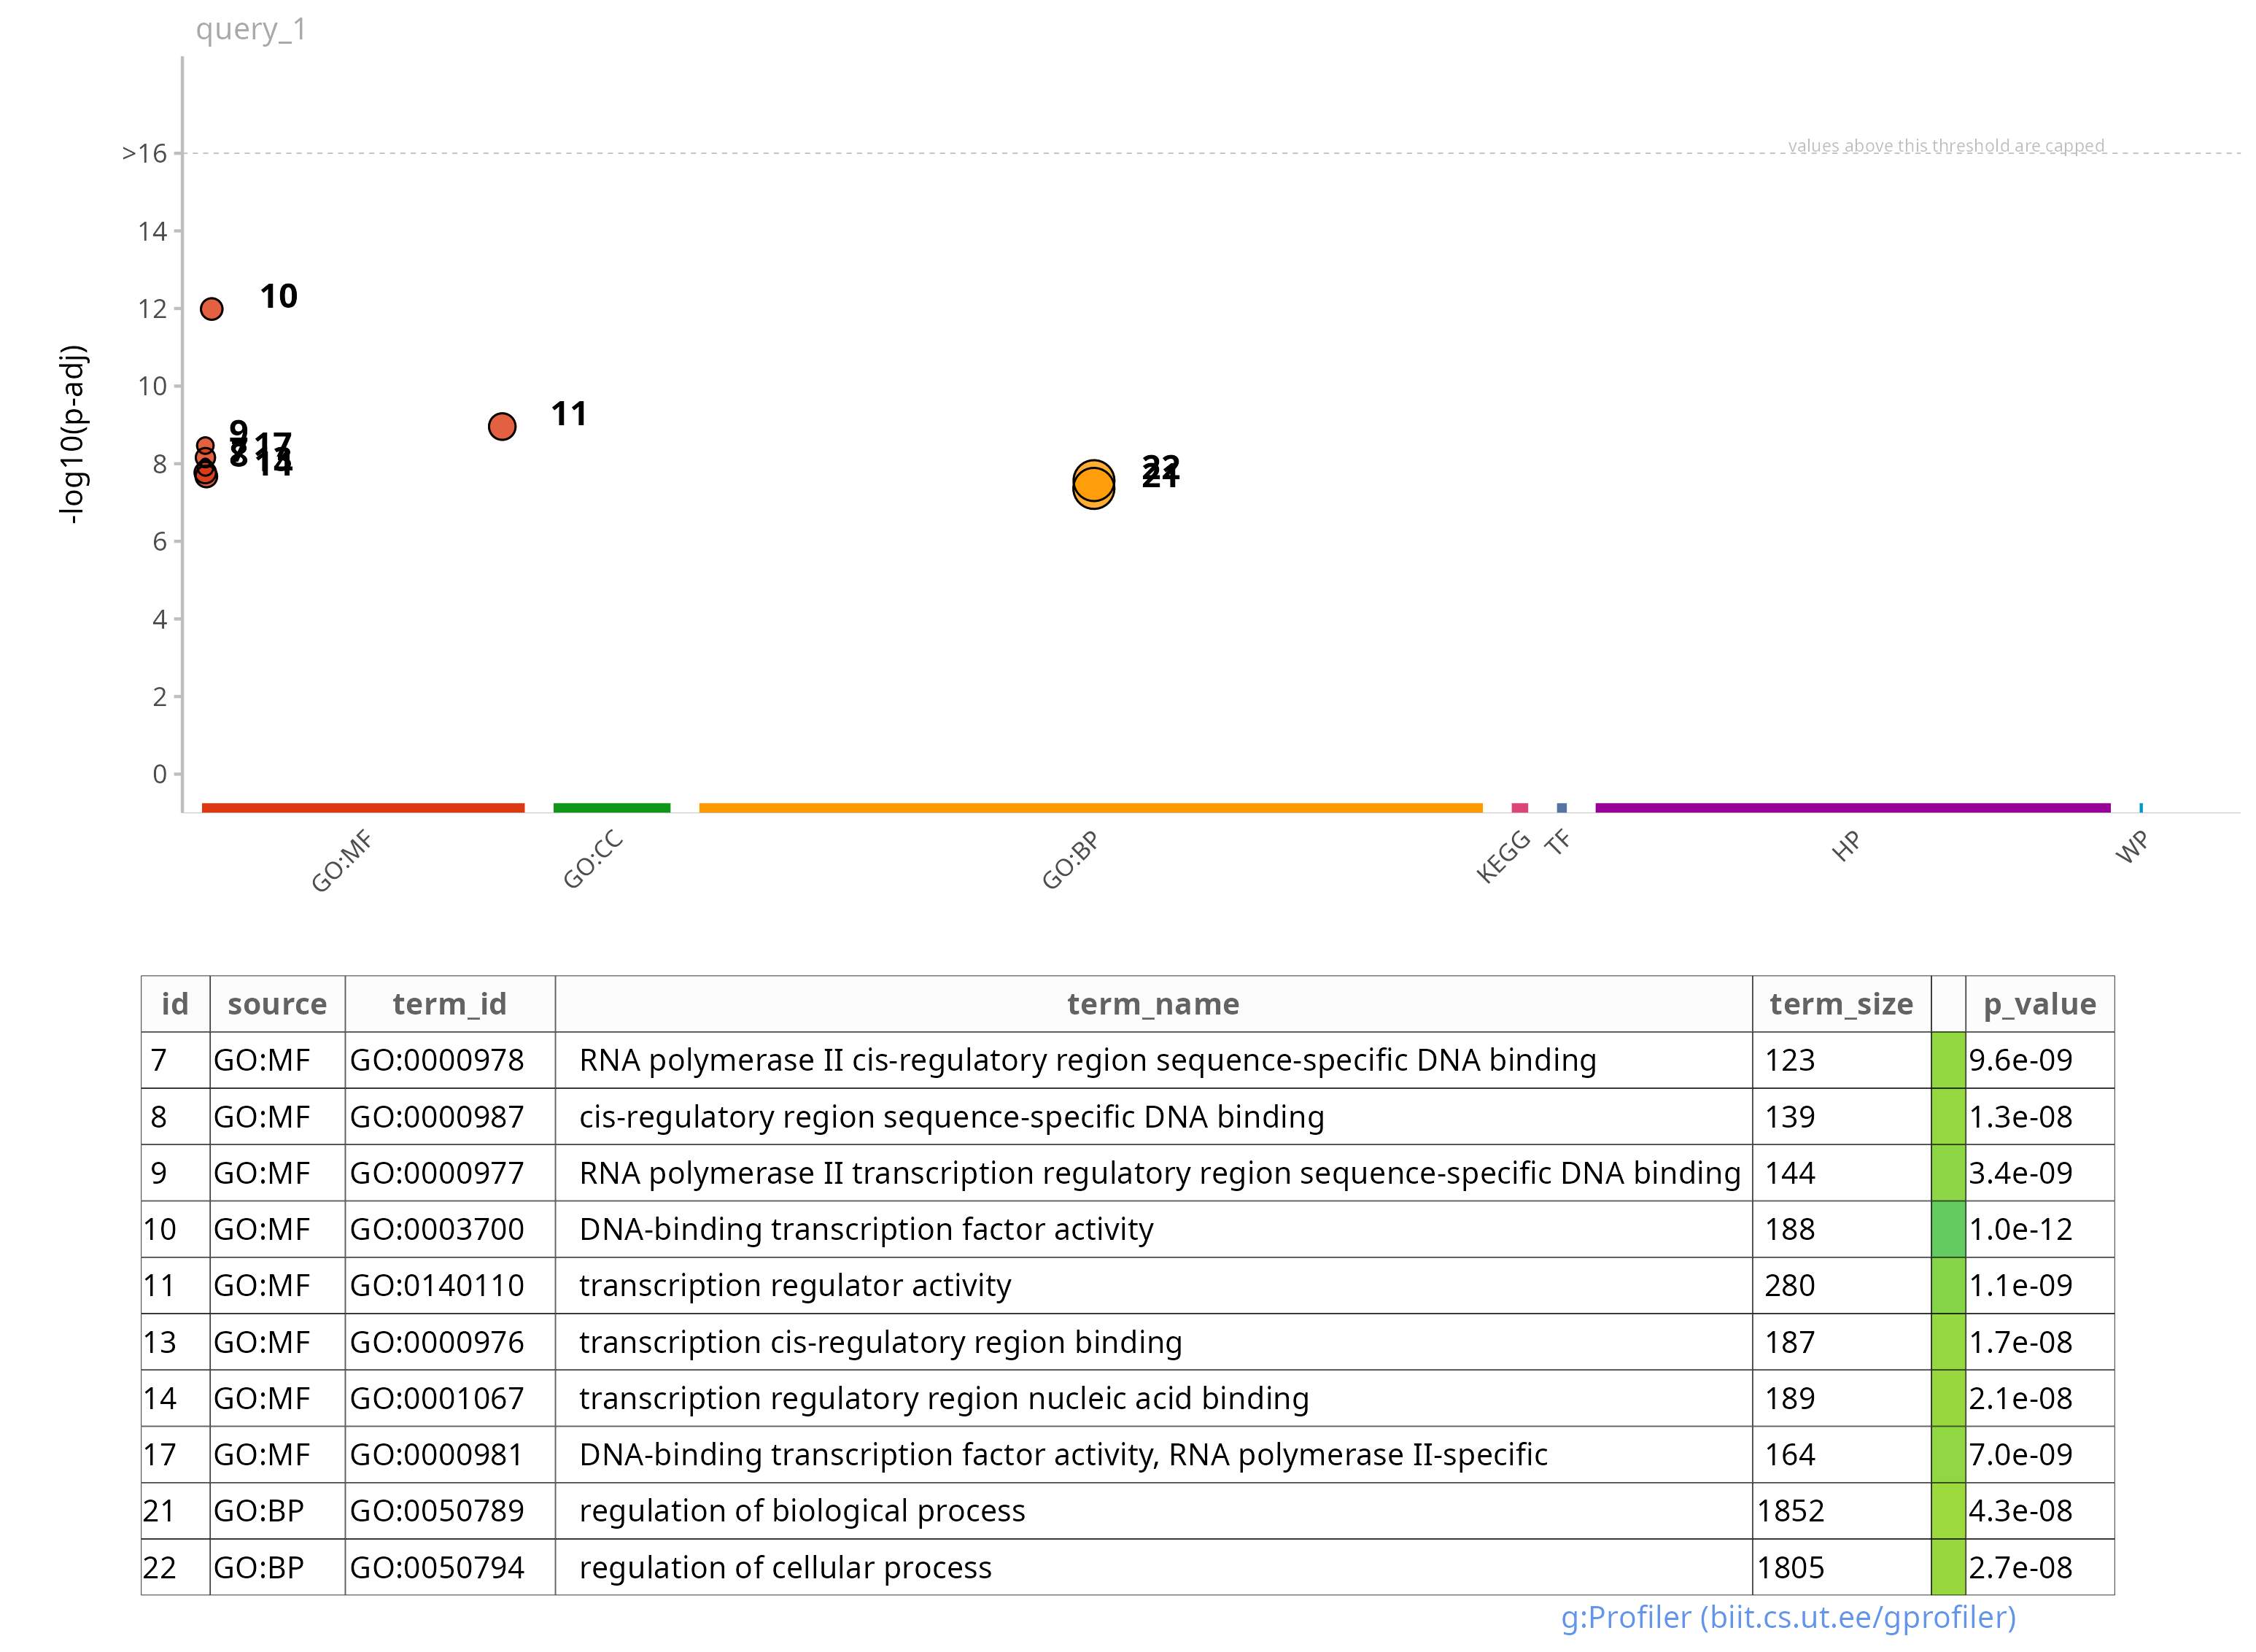 query_1
>16
values above this threshold are capped
14
12
10
8
6
4
2
0
-log10(p-adj)
10
11
9
17
8
14
22
21
GO:MF
GO:CC
GO:BP
KEGG
TF
HP
WP
id source term_id term_name term_size p_value
7 GO:MF GO:0000978 RNA polymerase II cis-regulatory region sequence-specific DNA binding 123 9.6e-09
8 GO:MF GO:0000987 cis-regulatory region sequence-specific DNA binding 139 1.3e-08
9 GO:MF GO:0000977 RNA polymerase II transcription regulatory region sequence-specific DNA binding 144 3.4e-09
10 GO:MF GO:0003700 DNA-binding transcription factor activity 188 1.0e-12
11 GO:MF GO:0140110 transcription regulator activity 280 1.1e-09
13 GO:MF GO:0000976 transcription cis-regulatory region binding 187 1.7e-08
14 GO:MF GO:0001067 transcription regulatory region nucleic acid binding 189 2.1e-08
17 GO:MF GO:0000981 DNA-binding transcription factor activity, RNA polymerase II-specific 164 7.0e-09
21 GO:BP GO:0050789 regulation of biological process 1852 4.3e-08
22 GO:BP GO:0050794 regulation of cellular process 1805 2.7e-08
g:Profiler (biit.cs.ut.ee/gprofiler)